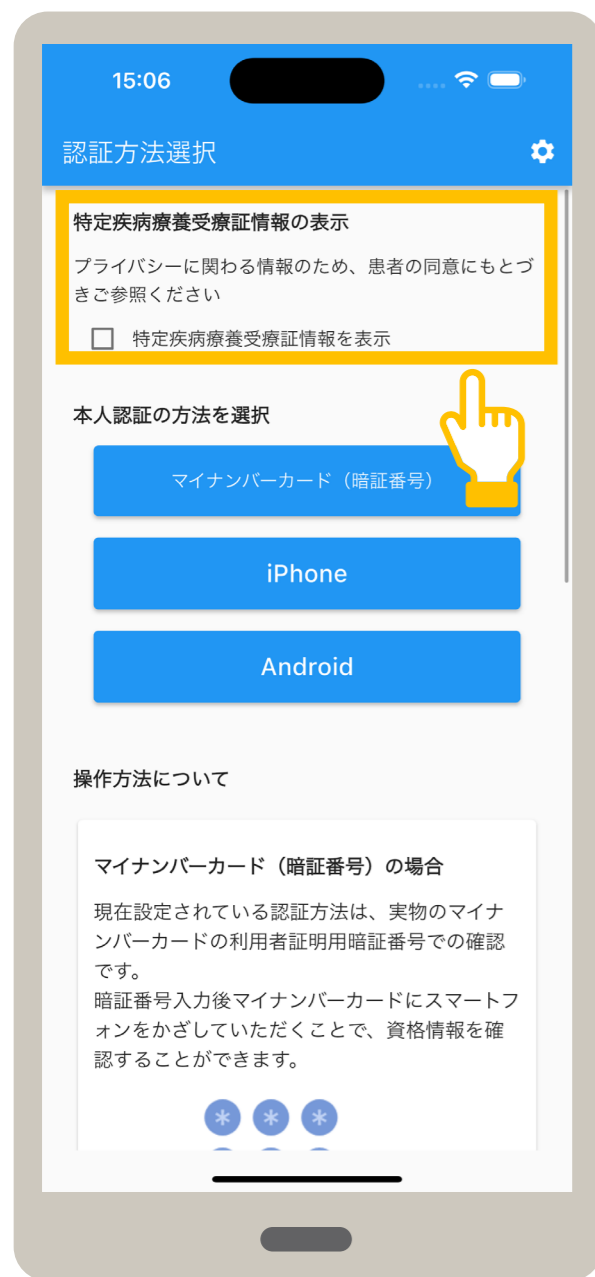 15:06
認証方法選択
特定疾病療養受療証情報の表示
プライバシーに関わる情報のため、患者の同意にもとづ
きご参照ください
特定疾病療養受療証情報を表示
本人認証の方法を選択
マイナンバーカード（暗証番号）
iPhone
Android
操作方法について
マイナンバーカード（暗証番号）の場合
現在設定されている認証方法は、実物のマイナ
ンバーカードの利用者証明用暗証番号での確認
です。
暗証番号入力後マイナンバーカードにスマートフ
ォンをかざしていただくことで、資格情報を確
認することができます。
* * *